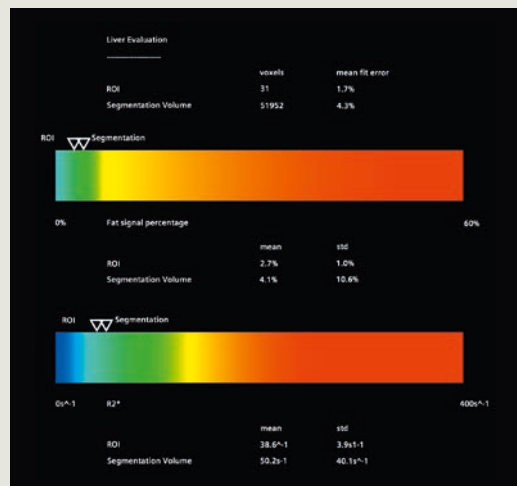 Liver Evaluation
voxels mean fit error
ROI 31 1.7%
Segmentation Volume 51952 4.3%
ROI Segmentation
0% Fat signal percentage 60%
mean std
ROI 2.7% 1.0%
Segmentation Volume 4.1% 10.6%
ROI Segmentation
0s^-1 R2* 400s^-1
mean std
ROI 38.6^-1 3.9s1-1
Segmentation Volume 50.2s-1 40.1s^-1